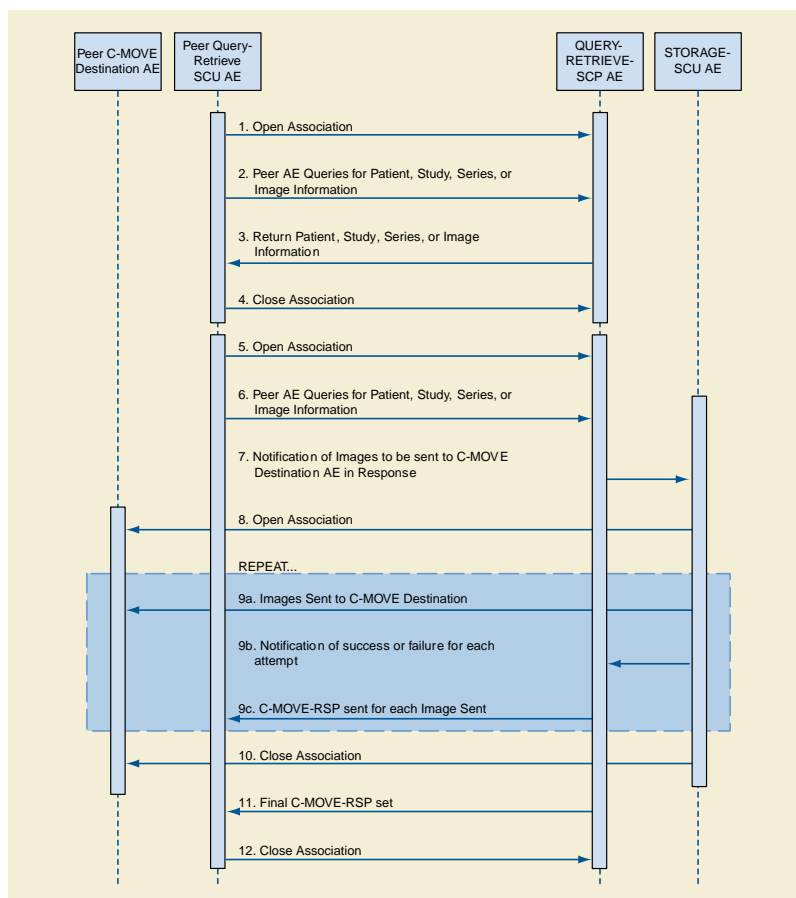 Peer C-MOVE
Destination AE
Peer Query-
Retrieve
SCU AE
QUERY-
RETRIEVE-
SCP AE
STORAGE-
SCU AE
1. Open Association
2. Peer AE Queries for Patient, Study, Series, or
Image Information
3. Return Patient, Study, Series, or Image
Information
4. Close Association
5. Open Association
6. Peer AE Queries for Patient, Study, Series, or
Image Information
7. Notification of Images to be sent to C-MOVE
Destination AE in Response
8. Open Association
REPEAT...
9a. Images Sent to C-MOVE Destination
9b. Notification of success or failure for each
attempt
9c. C-MOVE-RSP sent for each Image Sent
10. Close Association
11. Final C-MOVE-RSP set
12. Close Association